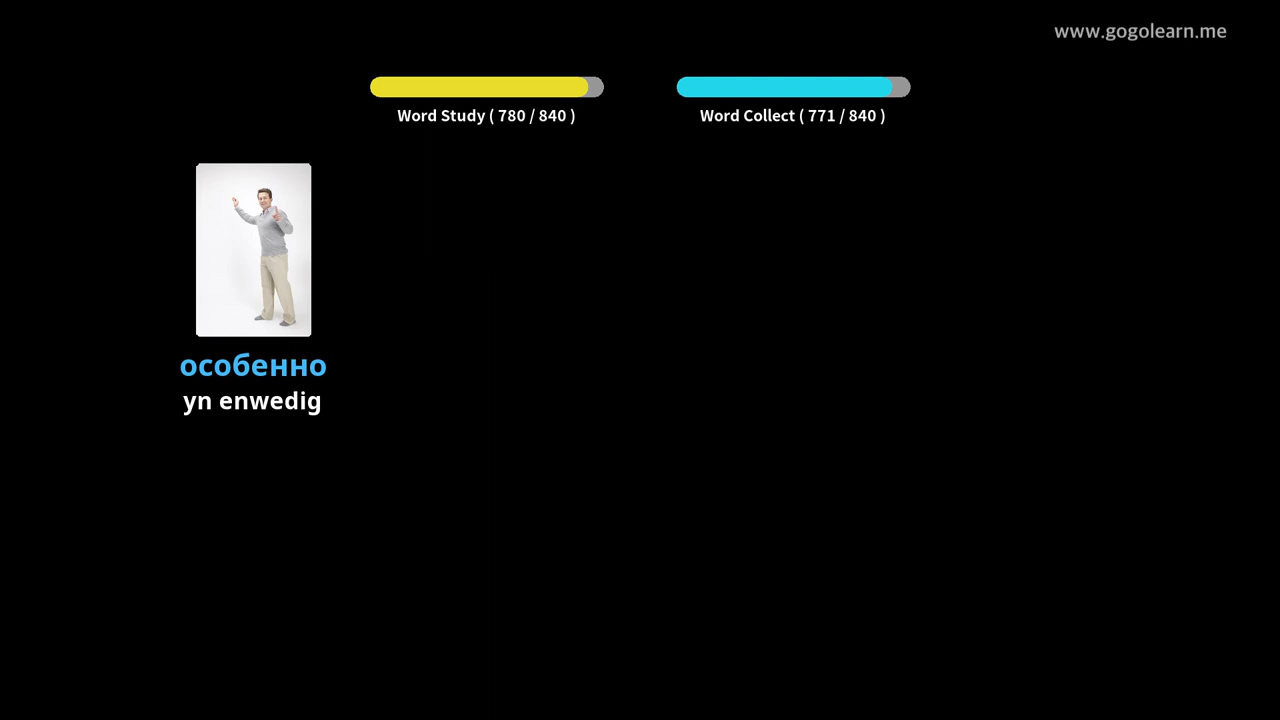 www.gogolearn.me
Word Study ( 780 / 840 )
Word Collect ( 771 / 840 )
особенно
yn enwedig